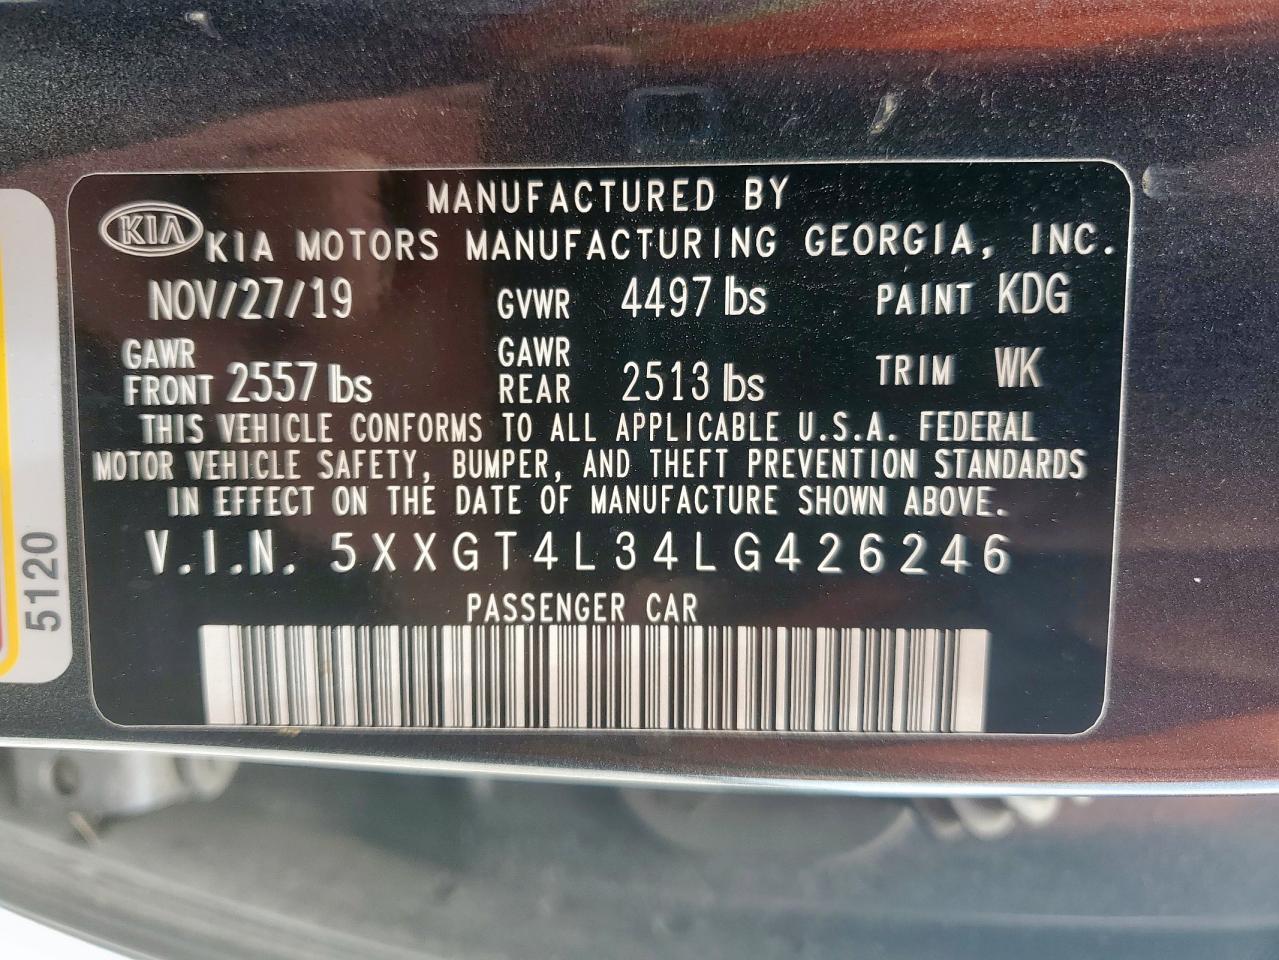 MANUFACTURED BY
KIA KIA MOTORS MANUFACTURING GEORGIA, INC.
NOV/27/19 GVWR 4497 lbs PAINT KDG
GAWR FRONT 2557 lbs GAWR REAR 2513 lbs TRIM WK
THIS VEHICLE CONFORMS TO ALL APPLICABLE U.S.A. FEDERAL
MOTOR VEHICLE SAFETY, BUMPER, AND THEFT PREVENTION STANDARDS
IN EFFECT ON THE DATE OF MANUFACTURE SHOWN ABOVE.
V.I.N. 5XXGT4L34LG426246
PASSENGER CAR
5120